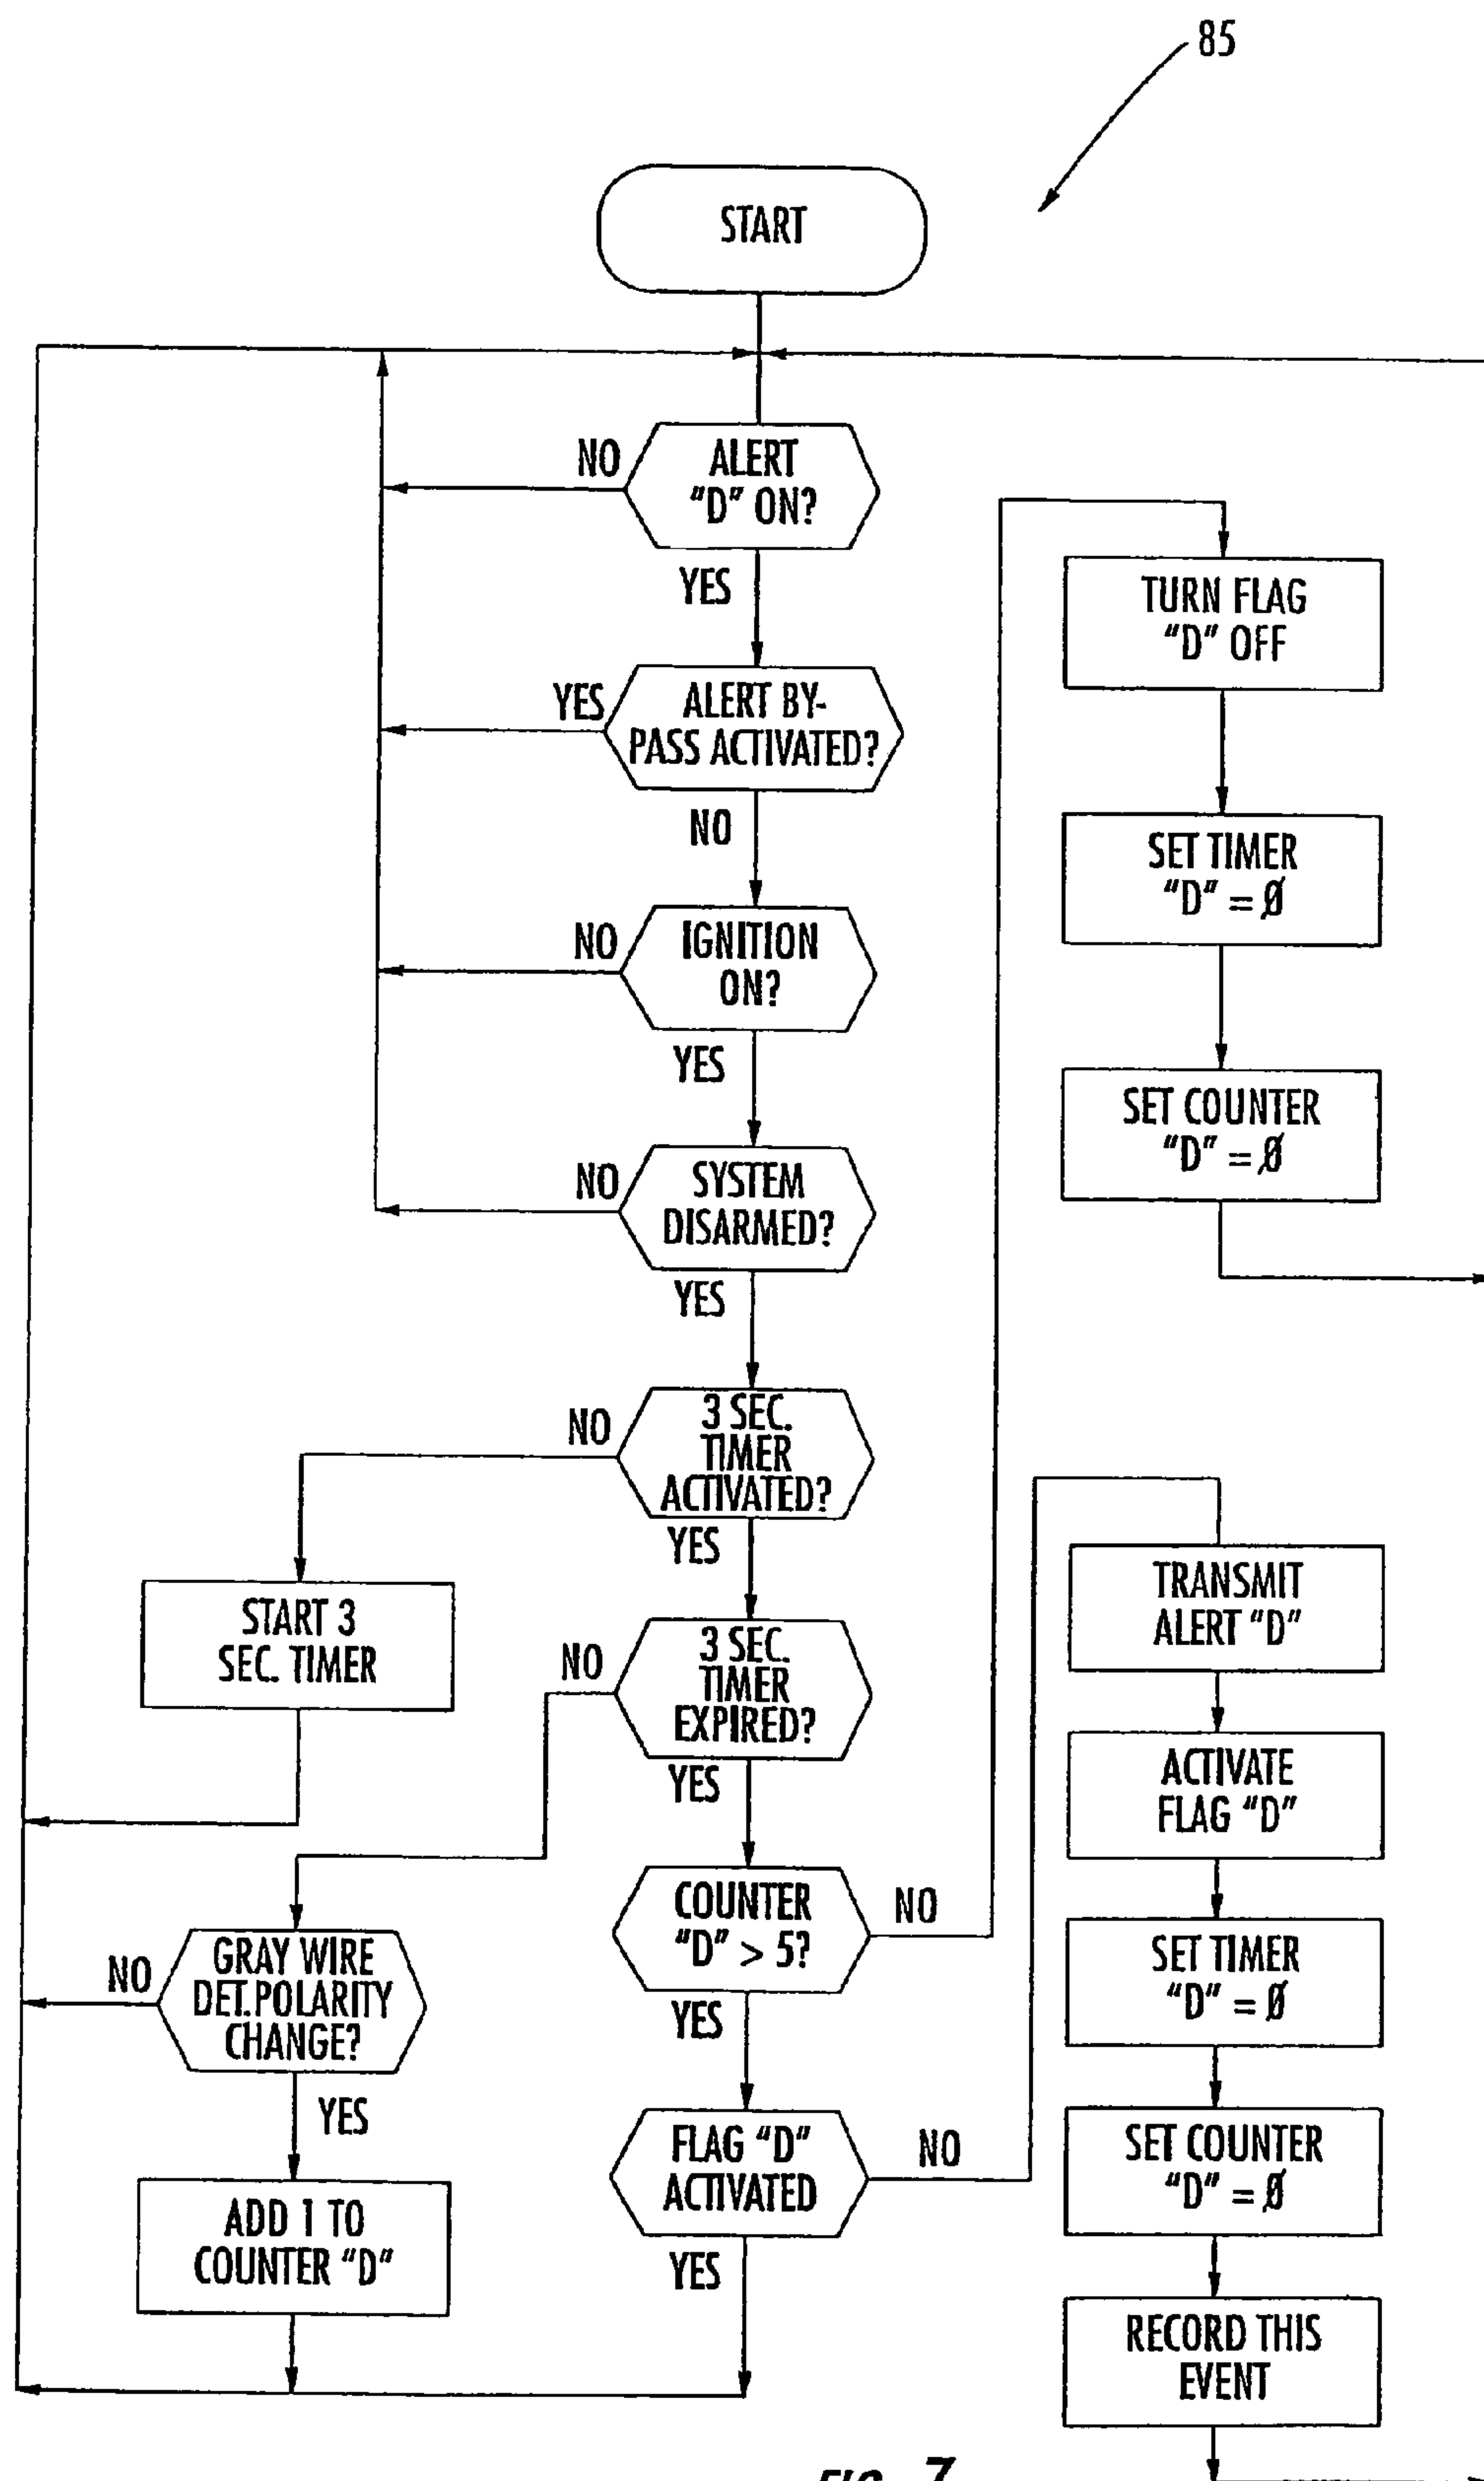 85
START
NO
ALERT
"D" ON?
YES
YES
ALERT BY-
PASS ACTIVATED?
NO
NO
IGNITION
ON?
YES
NO
SYSTEM
DISARMED?
YES
NO
3 SEC.
TIMER
ACTIVATED?
YES
START 3
SEC. TIMER
NO
3 SEC.
TIMER
EXPIRED?
YES
NO
GRAY WIRE
DET.POLARITY
CHANGE?
YES
ADD 1 TO
COUNTER "D"
COUNTER
"D" > 5?
NO
YES
FLAG "D"
ACTIVATED
NO
YES
TURN FLAG
"D" OFF
SET TIMER
"D" = Ø
SET COUNTER
"D" = Ø
TRANSMIT
ALERT "D"
ACTIVATE
FLAG "D"
SET TIMER
"D" = Ø
SET COUNTER
"D" = Ø
RECORD THIS
EVENT
FIG. 7